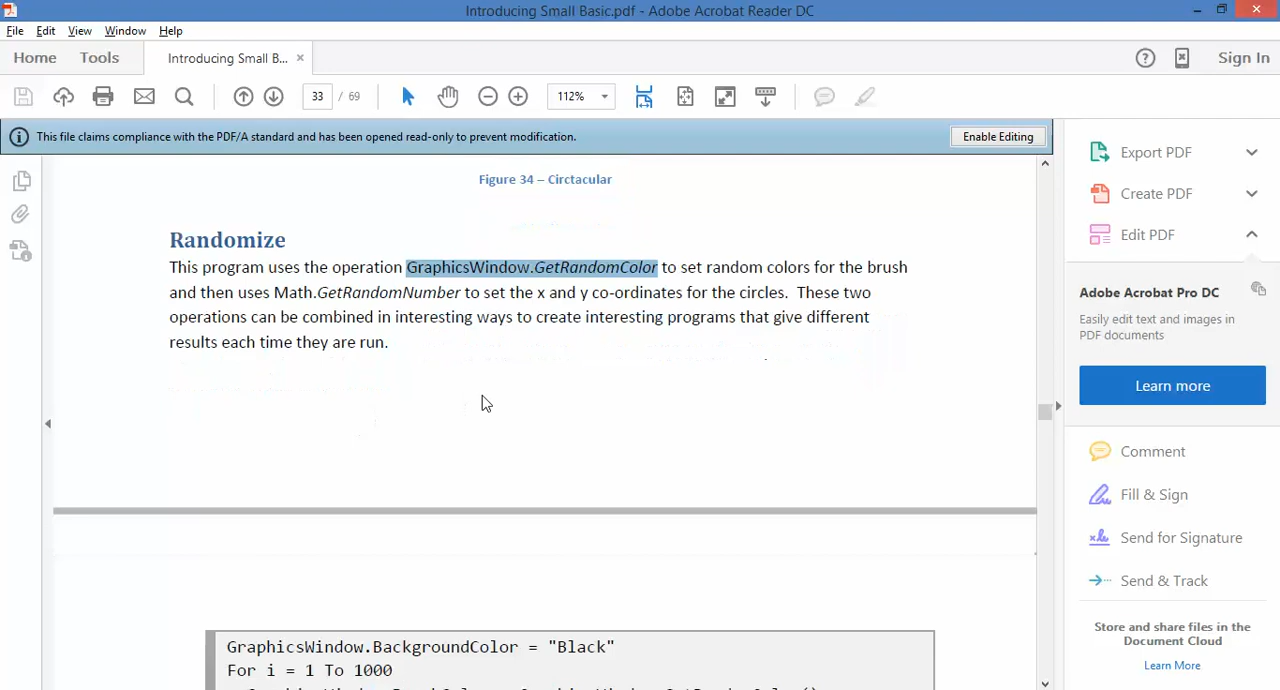 Introducing Small Basic.pdf - Adobe Acrobat Reader DC
File Edit View Window Help
Home Tools Introducing Small B... × Sign In
33 / 69 112%
This file claims compliance with the PDF/A standard and has been opened read-only to prevent modification. Enable Editing
Figure 34 – Circtacular
Randomize
This program uses the operation GraphicsWindow.GetRandomColor to set random colors for the brush
and then uses Math.GetRandomNumber to set the x and y co-ordinates for the circles. These two
operations can be combined in interesting ways to create interesting programs that give different
results each time they are run.
GraphicsWindow.BackgroundColor = "Black"
For i = 1 To 1000
Export PDF
Create PDF
Edit PDF
Adobe Acrobat Pro DC
Easily edit text and images in
PDF documents
Learn more
Comment
Fill & Sign
Send for Signature
Send & Track
Store and share files in the
Document Cloud
Learn More